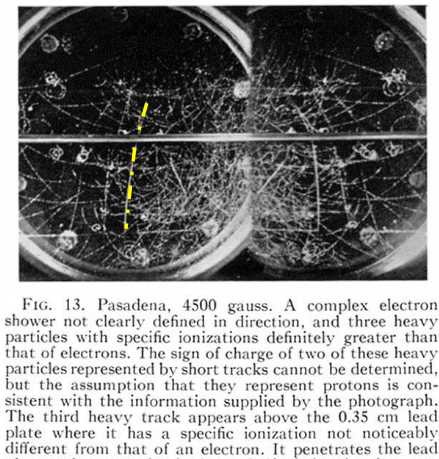 FIG. 13. Pasadena, 4500 gauss. A complex electron
shower not clearly defined in direction, and three heavy
particles with specific ionizations definitely greater than
that of electrons. The sign of charge of two of these heavy
particles represented by short tracks cannot be determined,
but the assumption that they represent protons is con-
sistent with the information supplied by the photograph.
The third heavy track appears above the 0.35 cm lead
plate where it has a specific ionization not noticeably
different from that of an electron. It penetrates the lead